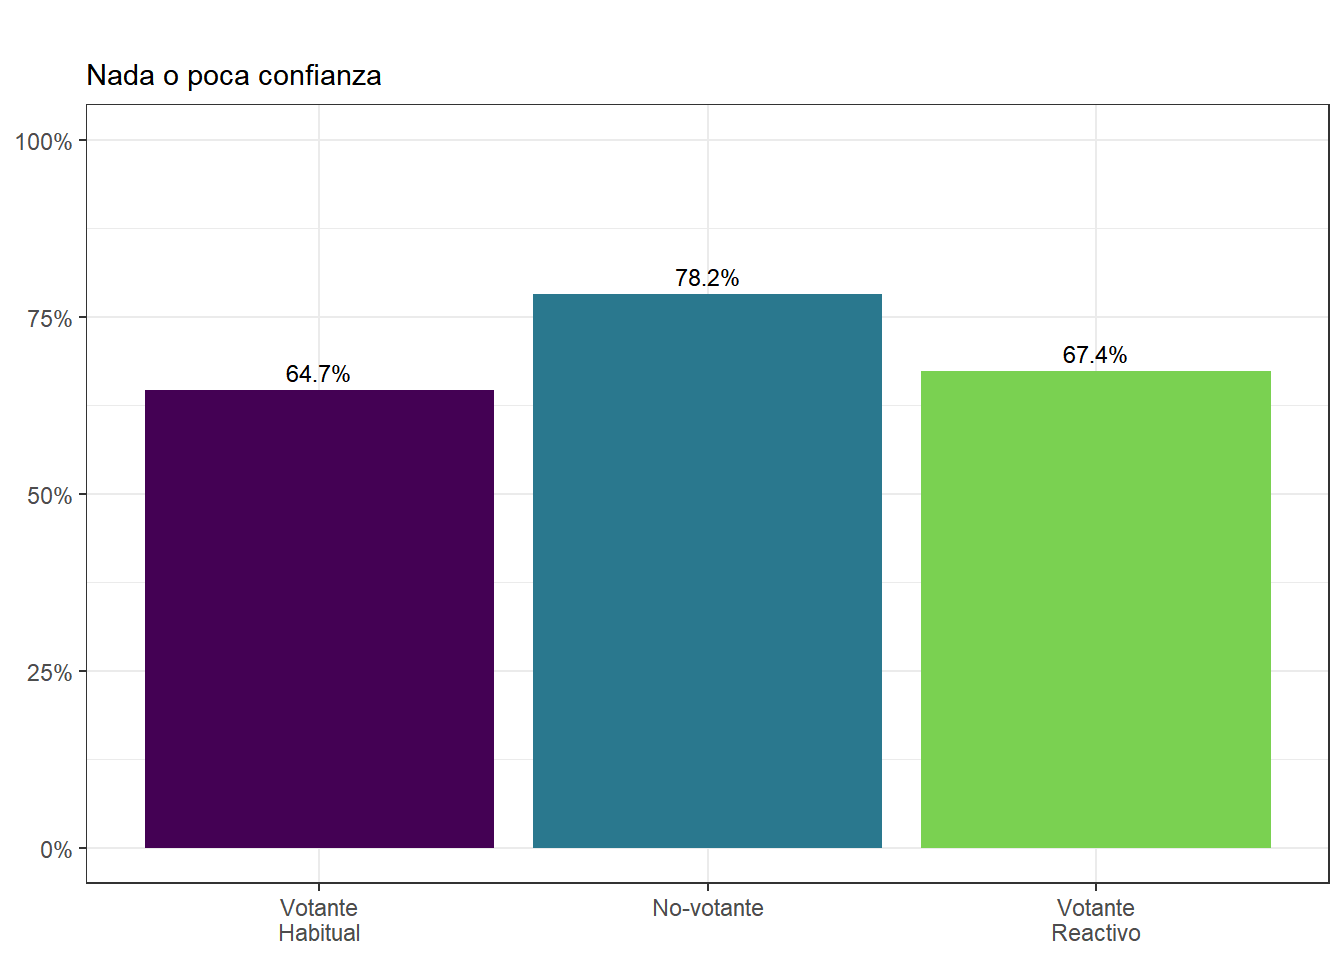 Nada o poca confianza
100%
75%
50%
25%
0%
64.7%
78.2%
67.4%
Votante
Habitual
No-votante
Votante
Reactivo